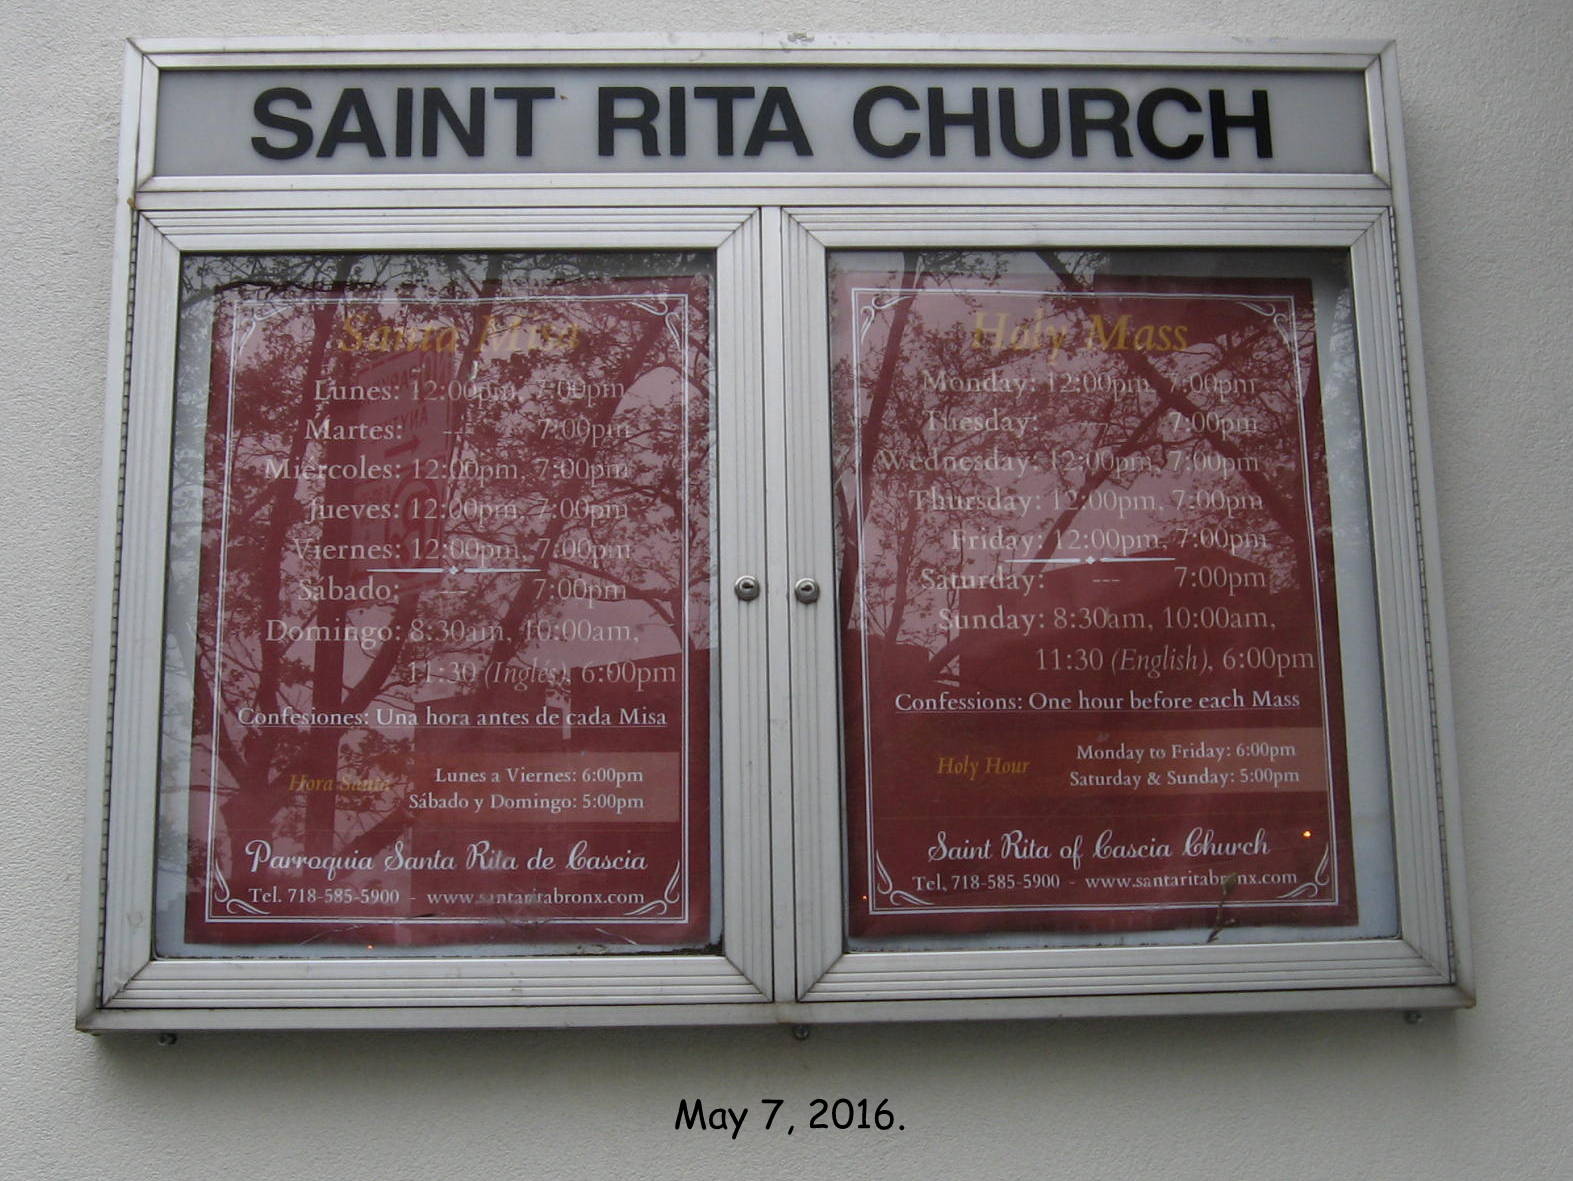 SAINT RITA CHURCH
Santa Misa
Lunes: 12:00pm, 7:00pm
Martes: --- 7:00pm
Miércoles: 12:00pm, 7:00pm
Jueves: 12:00pm, 7:00pm
Viernes: 12:00pm, 7:00pm
Sábado: --- 7:00pm
Domingo: 8:30am, 10:00am,
11:30 (Inglés), 6:00pm
Confesiones: Una hora antes de cada Misa
Hora Santa
Lunes a Viernes: 6:00pm
Sábado y Domingo: 5:00pm
Parroquia Santa Rita de Cascia
Tel. 718-585-5900 - www.santaritabronx.com
Holy Mass
Monday: 12:00pm, 7:00pm
Tuesday: --- 7:00pm
Wednesday: 12:00pm, 7:00pm
Thursday: 12:00pm, 7:00pm
Friday: 12:00pm, 7:00pm
Saturday: --- 7:00pm
Sunday: 8:30am, 10:00am,
11:30 (English), 6:00pm
Confessions: One hour before each Mass
Holy Hour
Monday to Friday: 6:00pm
Saturday & Sunday: 5:00pm
Saint Rita of Cascia Church
Tel. 718-585-5900 - www.santaritabronx.com
May 7, 2016.